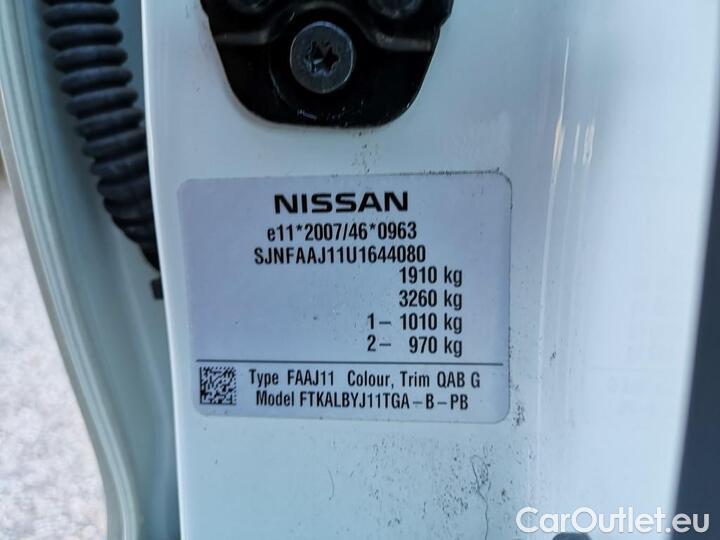 NISSAN
e11*2007/46*0963
SJNFAAJ11U1644080
1910 kg
3260 kg
1– 1010 kg
2– 970 kg
Type FAAJ11 Colour, Trim QAB G
Model FTKALBYJ11TGA–B–PB
CarOutlet.eu